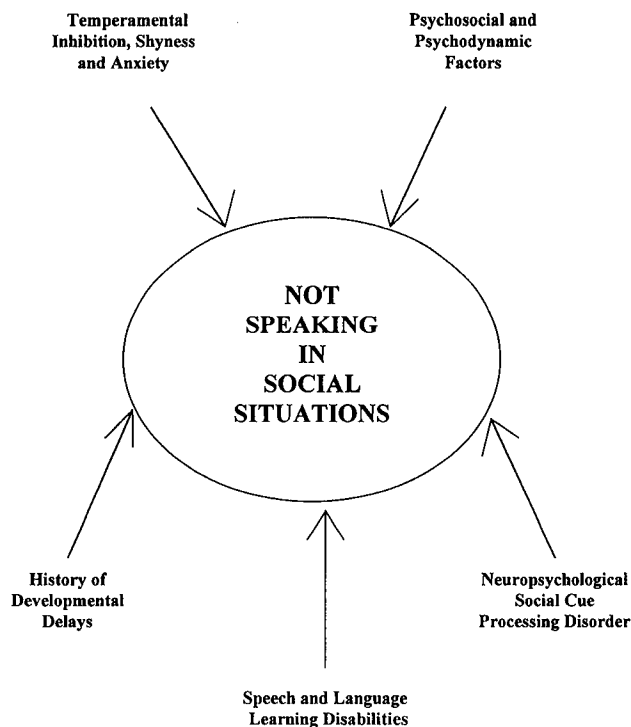 Temperamental
Inhibition, Shyness
and Anxiety
Psychosocial and
Psychodynamic
Factors
NOT
SPEAKING
IN
SOCIAL
SITUATIONS
History of
Developmental
Delays
Neuropsychological
Social Cue
Processing Disorder
Speech and Language
Learning Disabilities